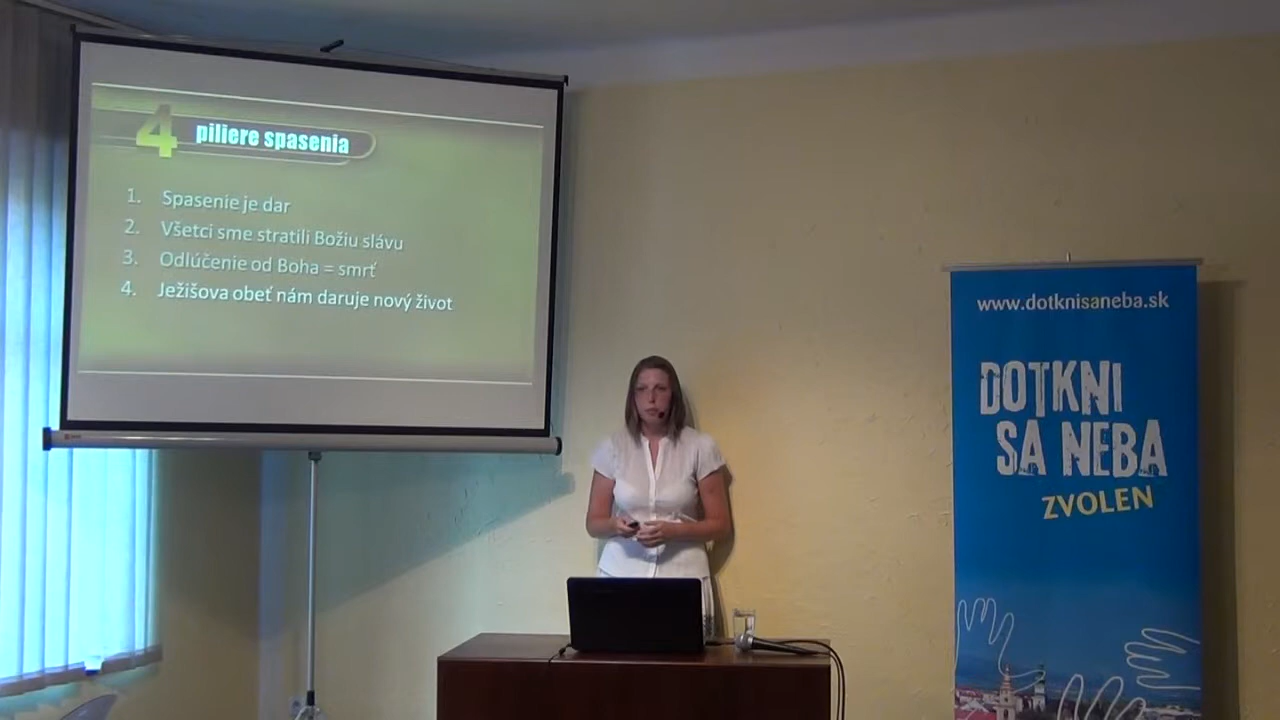 4 piliere spasenia
1. Spasenie je dar
2. Všetci sme stratili Božiu slávu
3. Odlúčenie od Boha = smrť
4. Ježišova obeť nám daruje nový život
www.dotknisaneba.sk
DOTKNI
SA NEBA
ZVOLEN